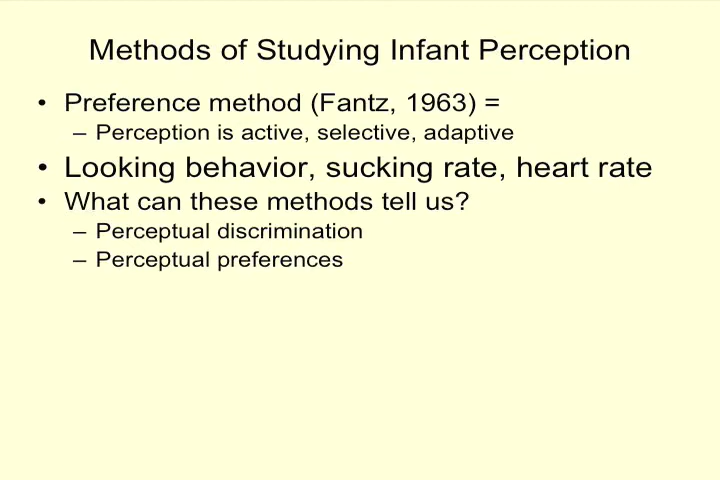 Methods of Studying Infant Perception
• Preference method (Fantz, 1963) =
– Perception is active, selective, adaptive
• Looking behavior, sucking rate, heart rate
• What can these methods tell us?
– Perceptual discrimination
– Perceptual preferences